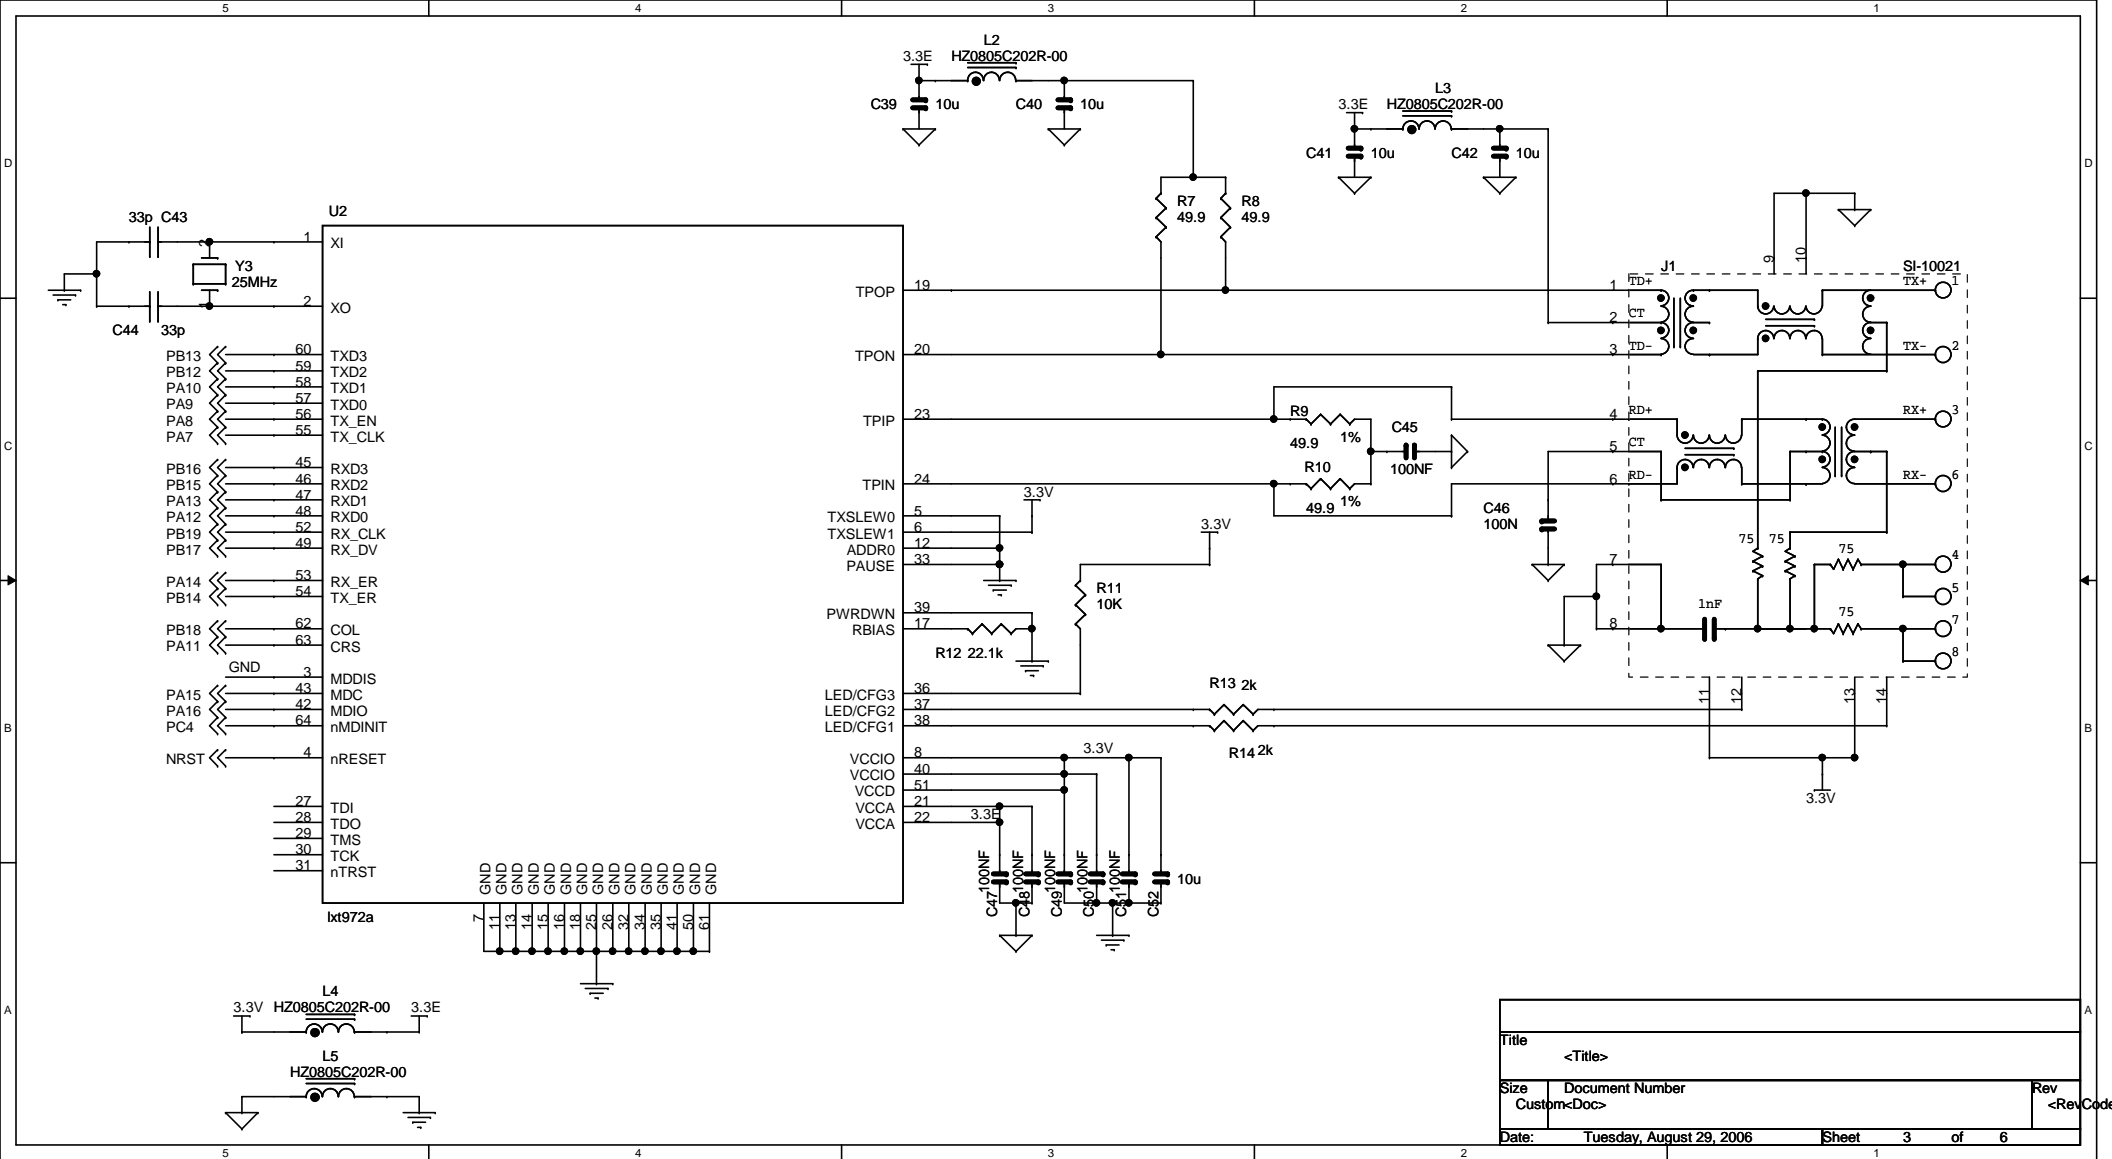 5 4 3 2 1
L2
3.3E HZ0805C202R-00
C39 10u C40 10u
L3
3.3E HZ0805C202R-00
C41 10u C42 10u
D D
R7 49.9
R8 49.9
33p C43
U2
1 XI
Y3
25MHz
2 XO
C44 33p
PB13 60 TXD3
PB12 59 TXD2
PA10 58 TXD1
PA9 57 TXD0
PA8 56 TX_EN
PA7 55 TX_CLK
PB16 45 RXD3
PB15 46 RXD2
PA13 47 RXD1
PA12 48 RXD0
PB19 52 RX_CLK
PB17 49 RX_DV
PA14 53 RX_ER
PB14 54 TX_ER
PB18 62 COL
PA11 63 CRS
GND 3 MDDIS
PA15 43 MDC
PA16 42 MDIO
PC4 64 nMDINIT
NRST 4 nRESET
27 TDI
28 TDO
29 TMS
30 TCK
31 nTRST
GND GND GND GND GND GND GND GND GND GND GND GND GND GND GND
lxt972a
7 11 13 14 15 16 18 25 26 32 34 35 41 50 61
TPOP 19
TPON 20
TPIP 23
TPIN 24
TXSLEW0 5
TXSLEW1 6
ADDR0 12
PAUSE 33
PWRDWN 39
RBIAS 17
LED/CFG3 36
LED/CFG2 37
LED/CFG1 38
VCCIO 8
VCCIO 40
VCCD 51
VCCA 21
VCCA 22
3.3V
3.3V
3.3V
3.3E
R9
49.9 1%
R10
49.9 1%
C45
100NF
C46
100N
R11
10K
R12 22.1k
R13 2k
R14 2k
C47 100NF
C48 100NF
C49 100NF
C50 100NF
C51 100NF
C52 10u
J1 SI-10021
9 10
1 TD+ TX+ 1
2 CT
3 TD- TX- 2
4 RD+ RX+ 3
5 CT
6 RD- RX- 6
75 75 75
7 4
5
1nF 75
8 7
8
11 12 13 14
3.3V
C C
B B
A A
L4
3.3V HZ0805C202R-00 3.3E
L5
HZ0805C202R-00
Title
<Title>
Size Document Number Rev
Custom <Doc> <RevCode
Date: Tuesday, August 29, 2006 Sheet 3 of 6
5 4 3 2 1